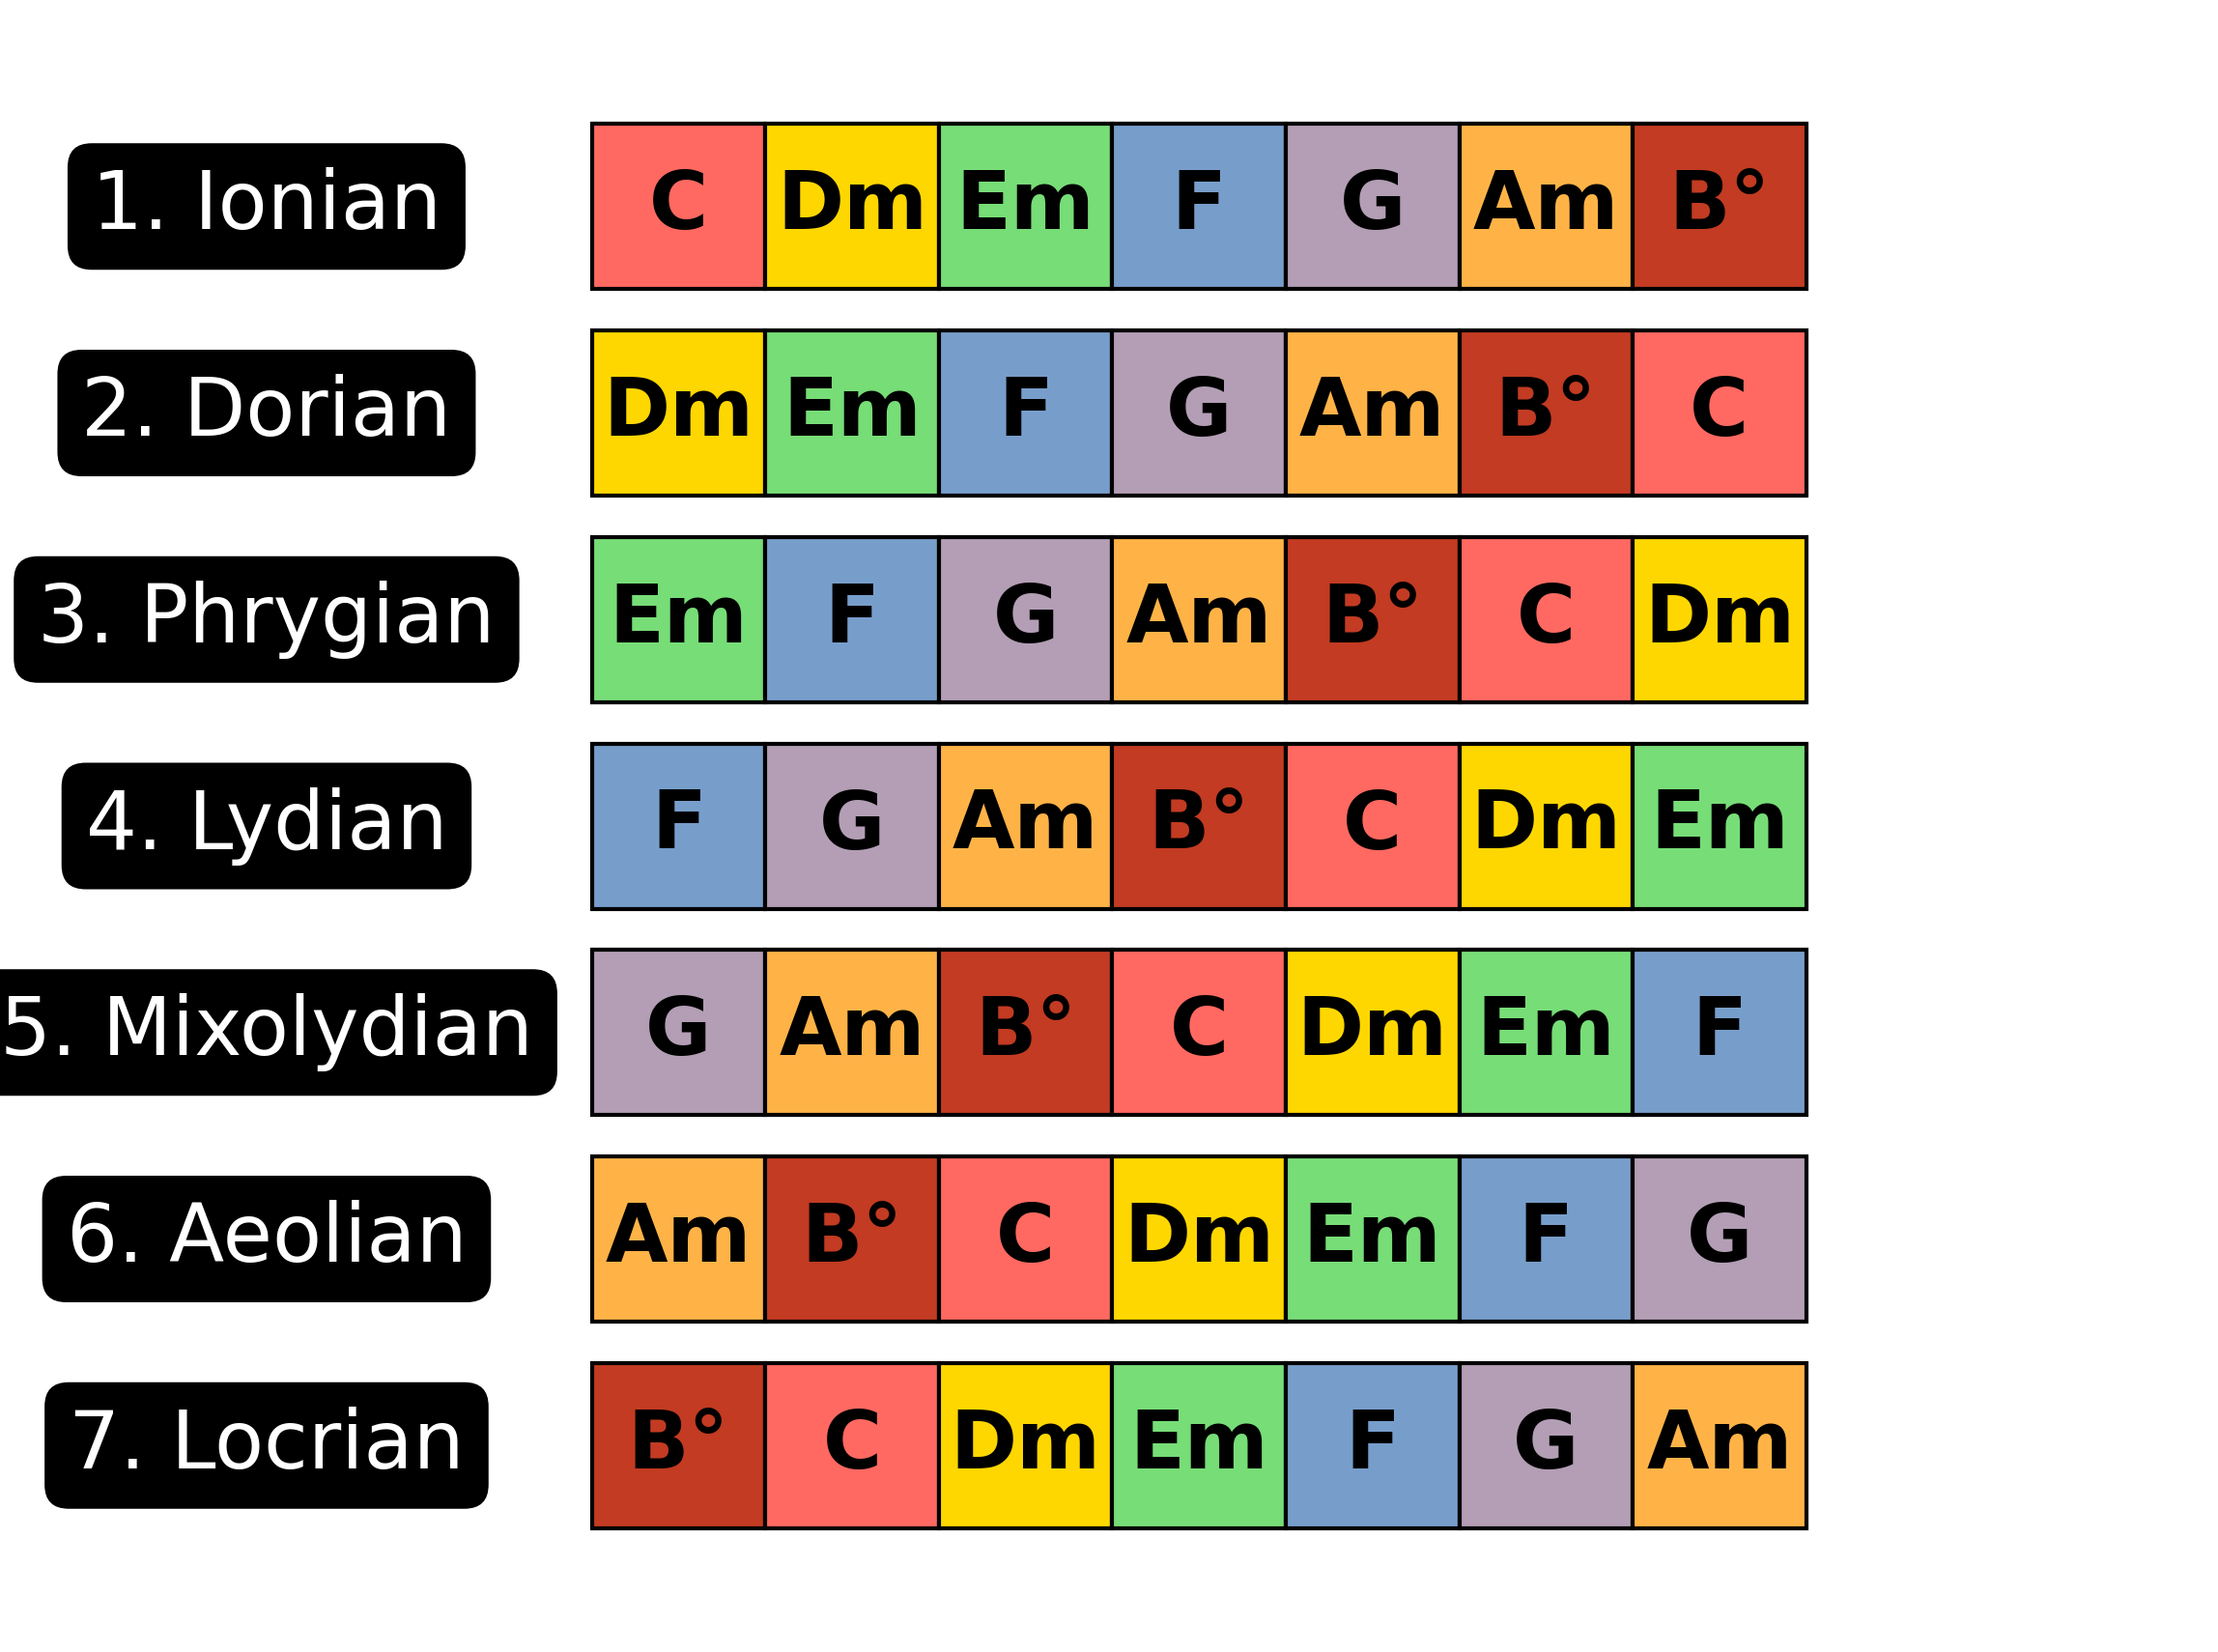 1. Ionian C Dm Em F G Am B°
2. Dorian Dm Em F G Am B° C
3. Phrygian Em F G Am B° C Dm
4. Lydian F G Am B° C Dm Em
5. Mixolydian G Am B° C Dm Em F
6. Aeolian Am B° C Dm Em F G
7. Locrian B° C Dm Em F G Am